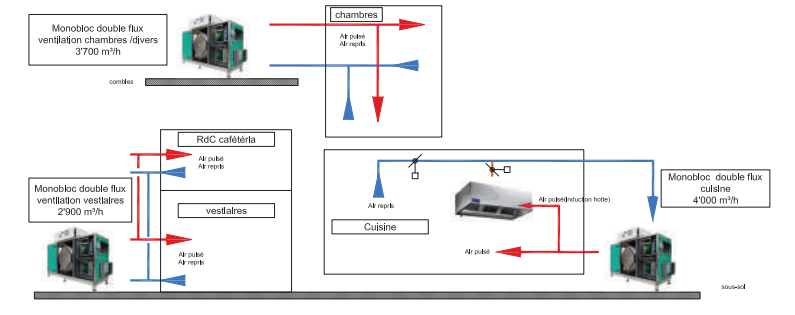 Monobloc double flux
ventilation chambres /divers
3'700 m³/h
combles
chambres
Air pulsé
Air repris
RdC cafétéria
Air pulsé
Air repris
Monobloc double flux
ventilation vestiaires
2'900 m³/h
vestiaires
Air pulsé
Air repris
Air repris
Cuisine
Air pulsé(Induction hotte)
Air pulsé
Monobloc double flux
cuisine
4'000 m³/h
sous-sol